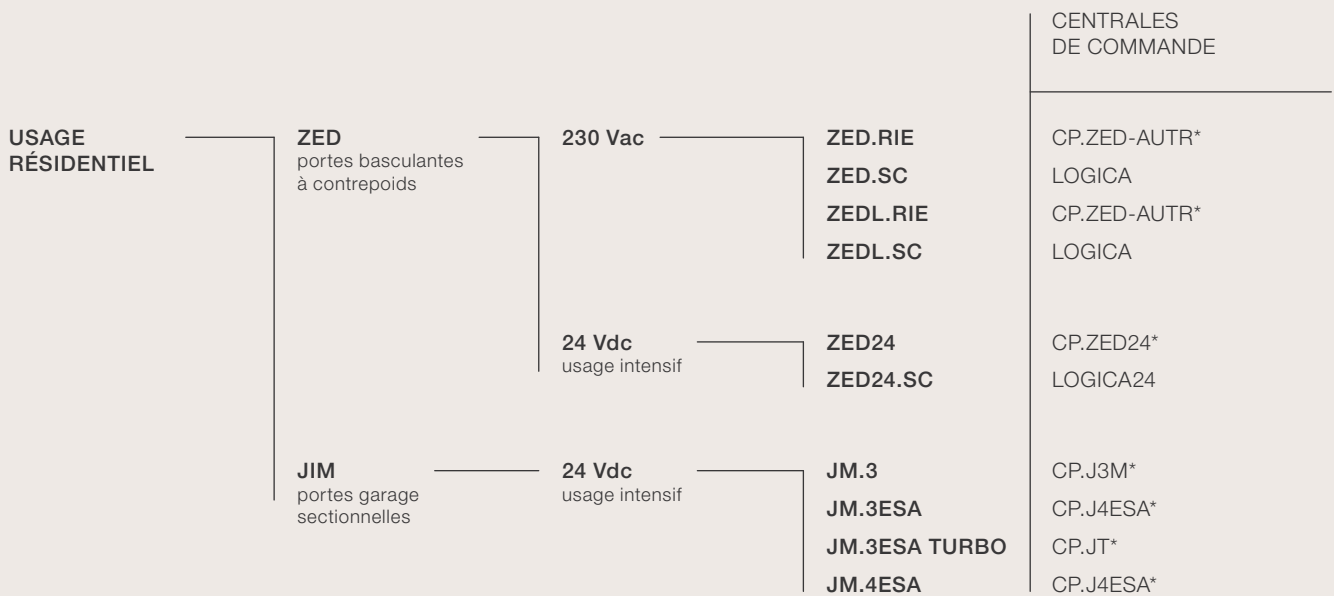 CENTRALES
DE COMMANDE
USAGE
RÉSIDENTIEL
ZED
portes basculantes
à contrepoids
230 Vac
ZED.RIE CP.ZED-AUTR*
ZED.SC LOGICA
ZEDL.RIE CP.ZED-AUTR*
ZEDL.SC LOGICA
24 Vdc
usage intensif
ZED24 CP.ZED24*
ZED24.SC LOGICA24
JIM
portes garage
sectionnelles
24 Vdc
usage intensif
JM.3 CP.J3M*
JM.3ESA CP.J4ESA*
JM.3ESA TURBO CP.JT*
JM.4ESA CP.J4ESA*